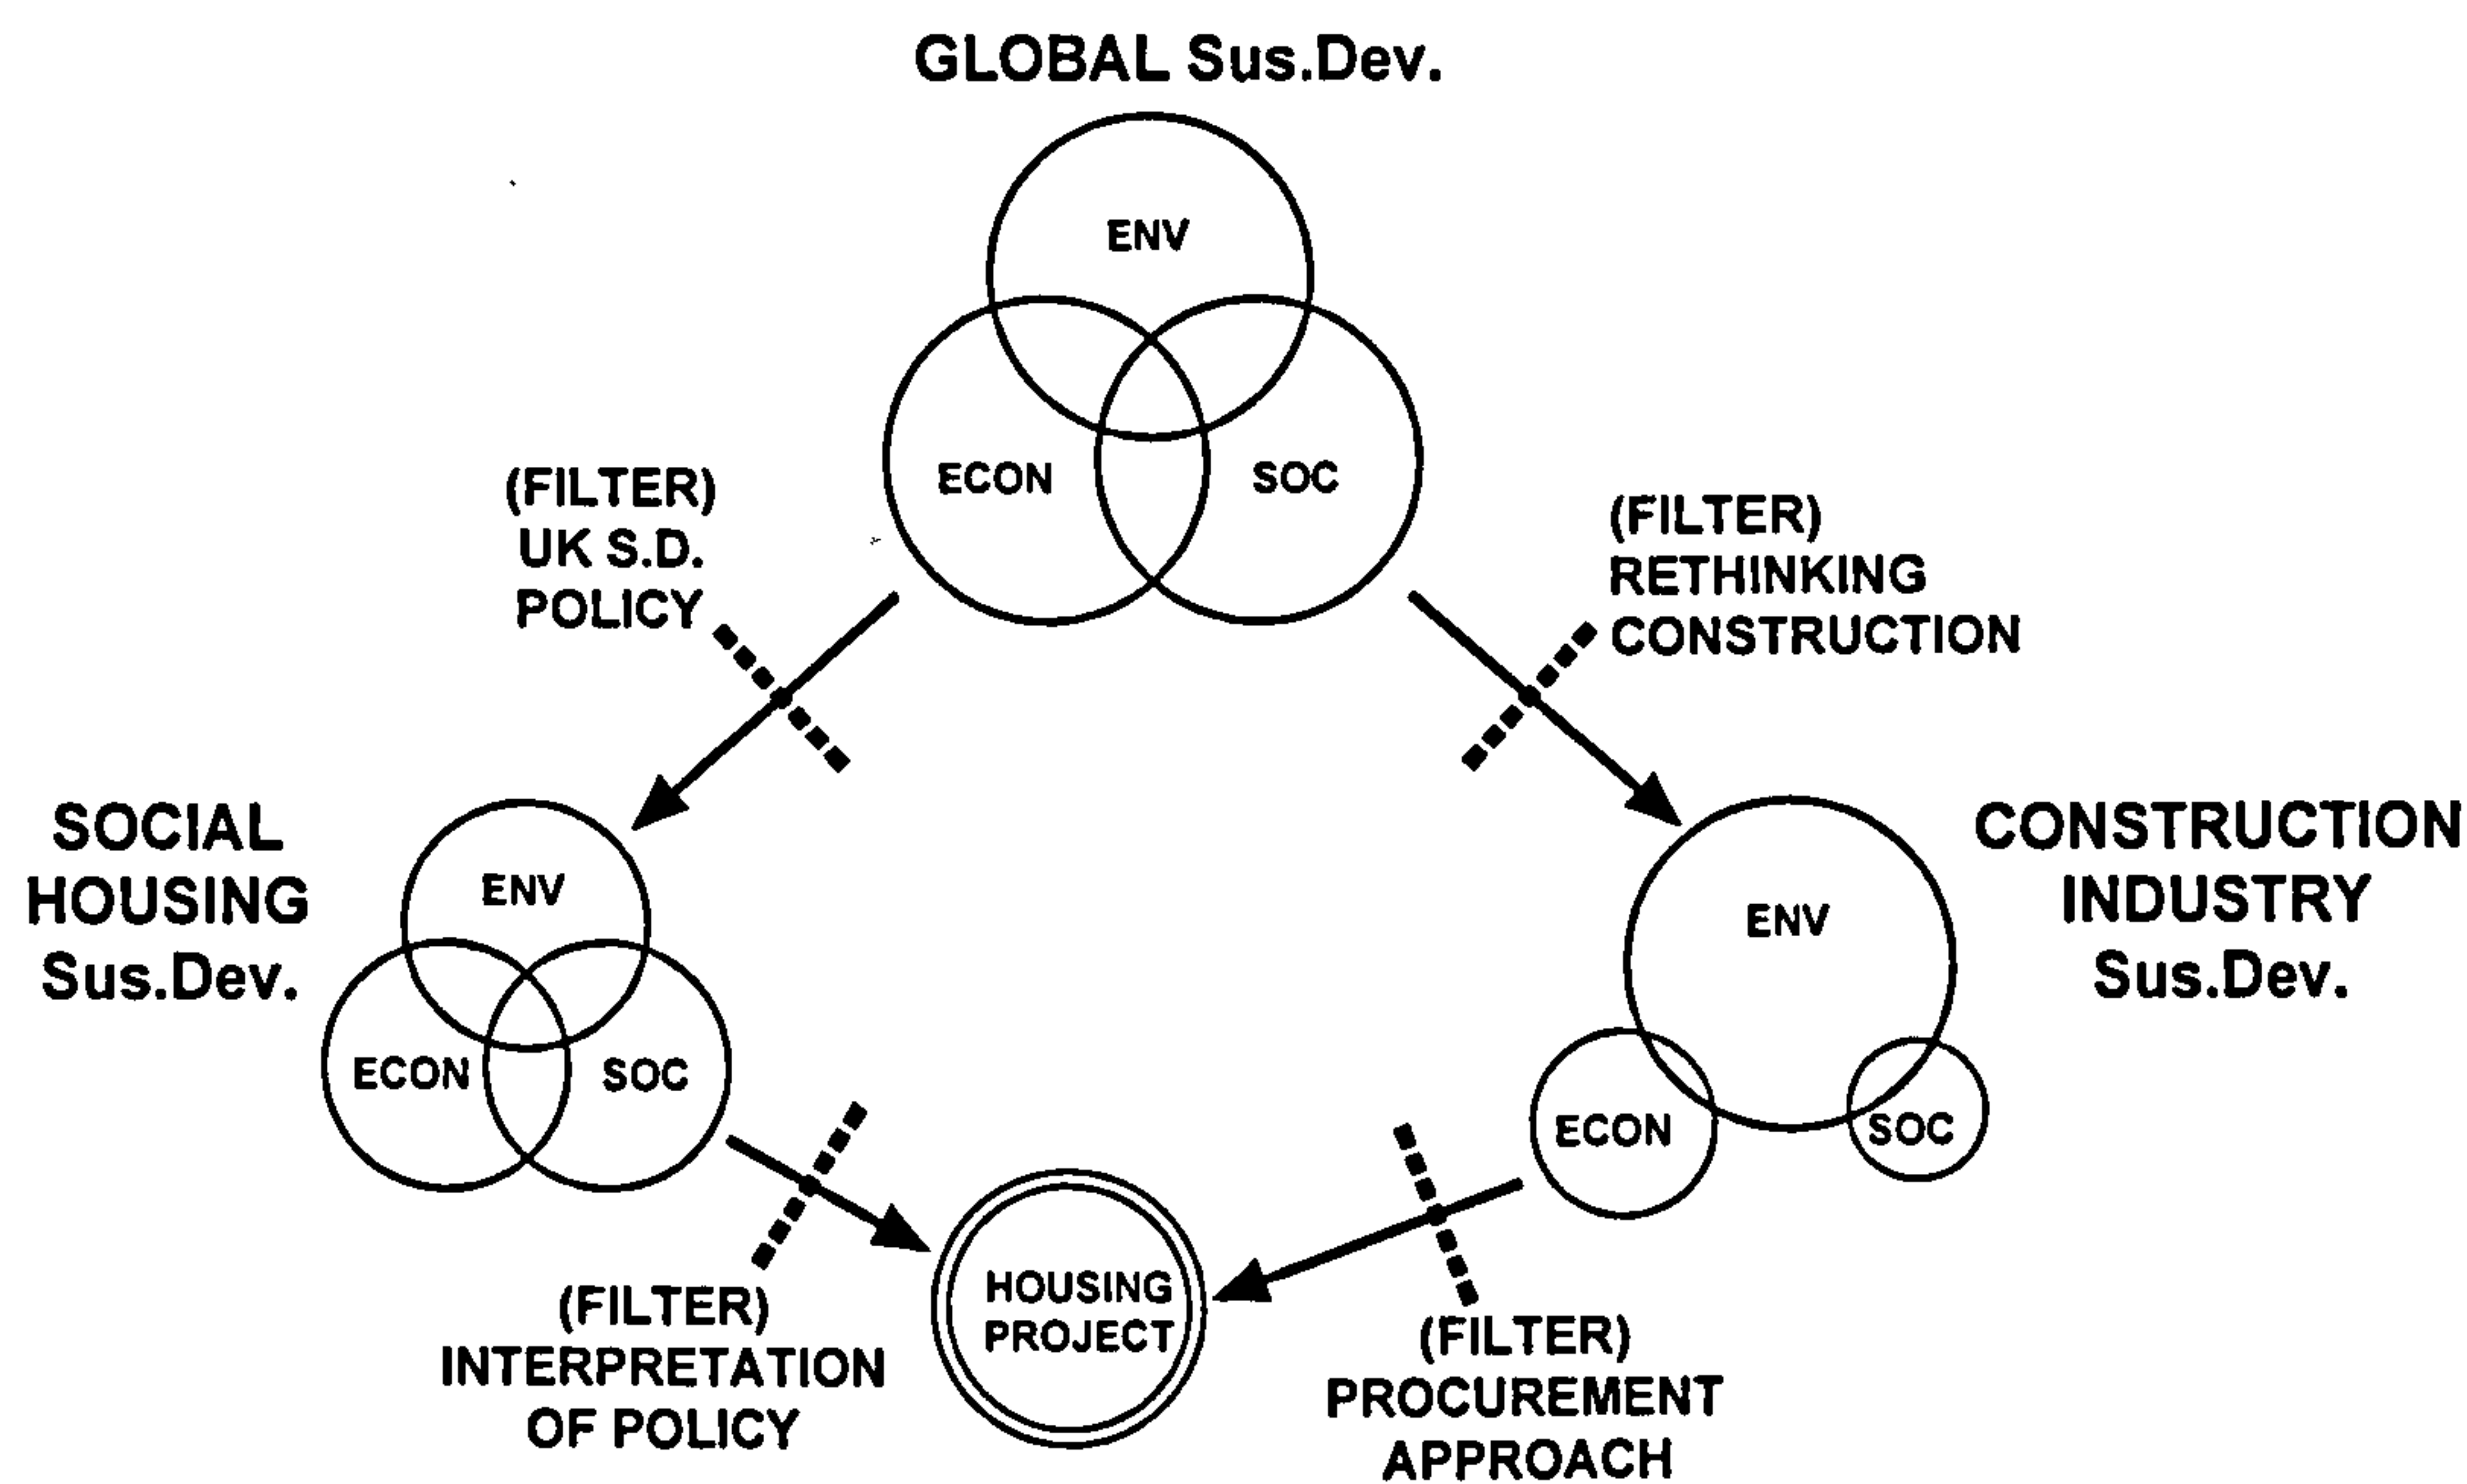 GLOBAL Sus.Dev.
ENV
ECON
SOC
(FILTER)
UK S.D.
POLICY
(FILTER)
RETHINKING
CONSTRUCTION
SOCIAL
HOUSING
Sus.Dev.
ENV
ECON
SOC
CONSTRUCTION
INDUSTRY
Sus.Dev.
ENV
ECON
SOC
(FILTER)
INTERPRETATION
OF POLICY
HOUSING
PROJECT
(FILTER)
PROCUREMENT
APPROACH